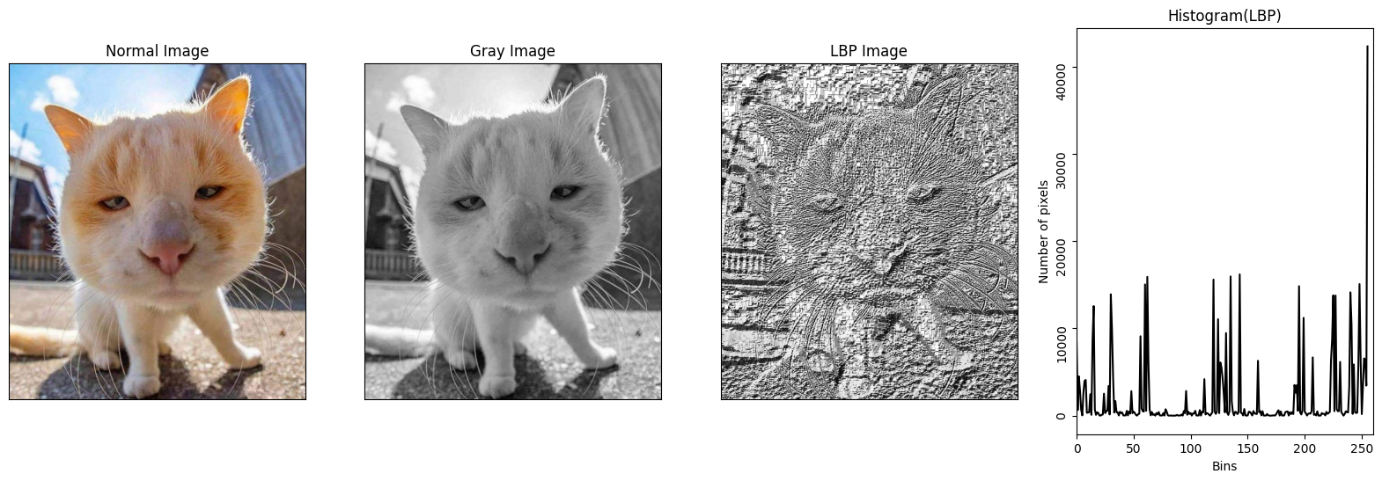 Normal Image
Gray Image
LBP Image
Histogram(LBP)
Number of pixels
40000
30000
20000
10000
0
0 50 100 150 200 250
Bins